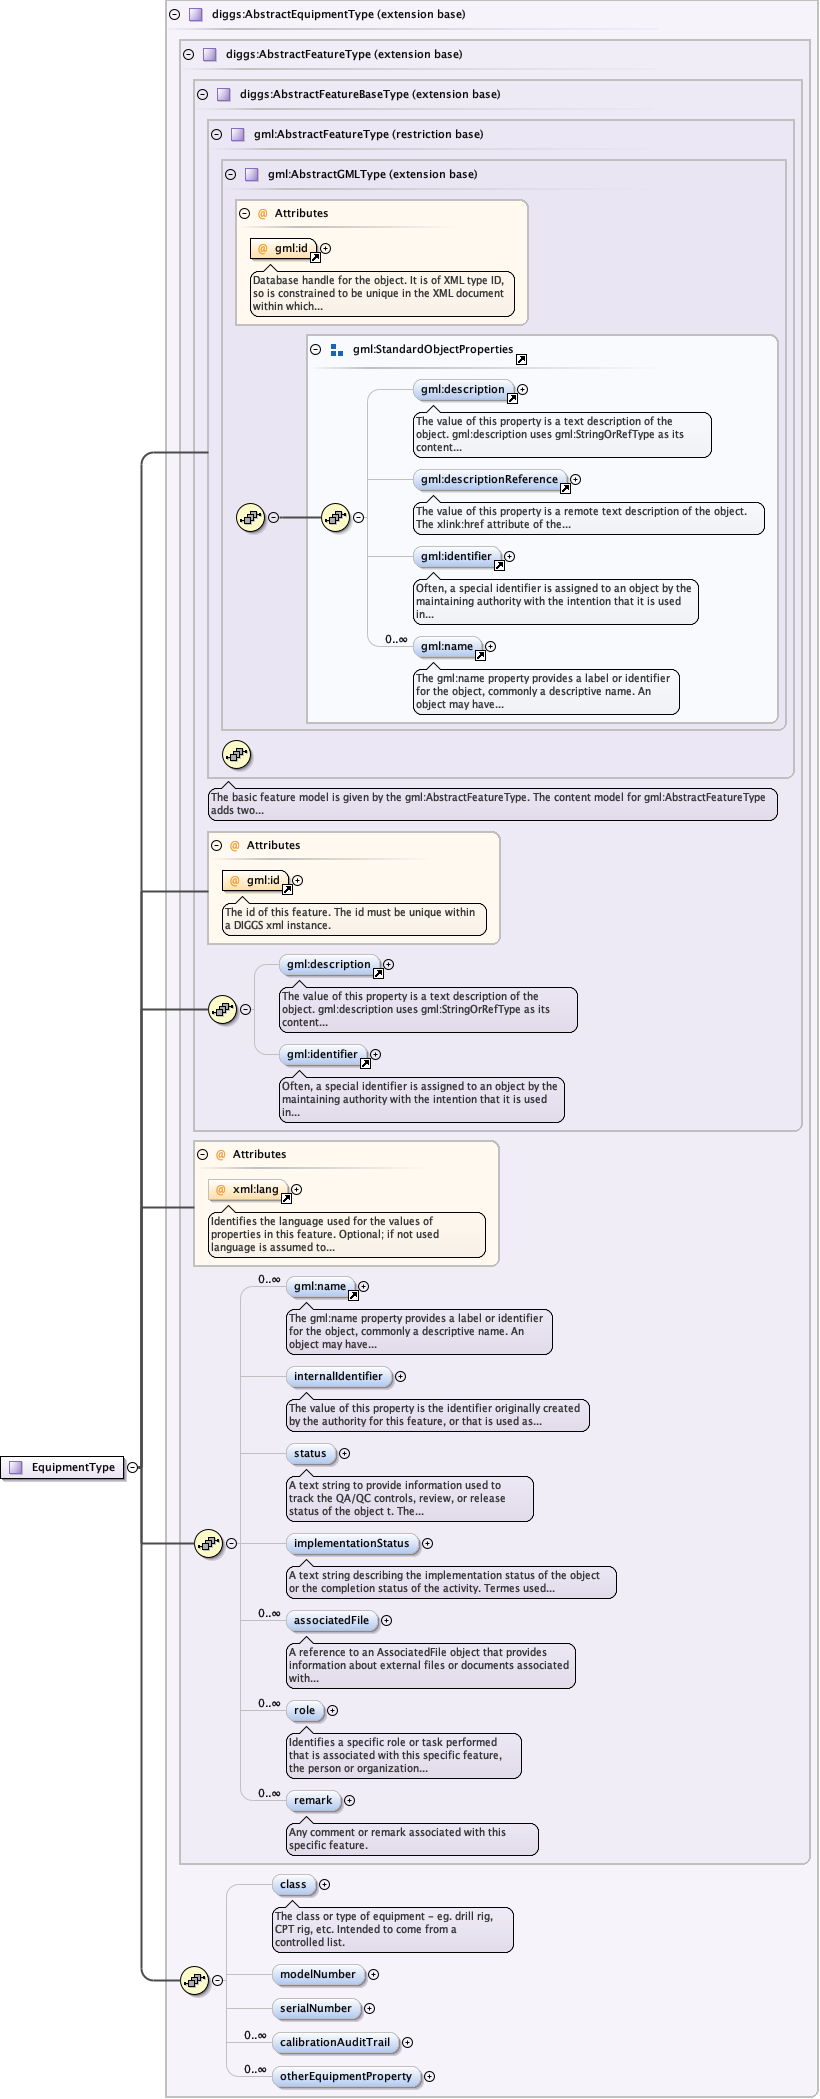 diggs:AbstractEquipmentType (extension base)
diggs:AbstractFeatureType (extension base)
diggs:AbstractFeatureBaseType (extension base)
gml:AbstractFeatureType (restriction base)
gml:AbstractGMLType (extension base)
@ Attributes
@ gml:id
Database handle for the object. It is of XML type ID,
so is constrained to be unique in the XML document
within which...
gml:StandardObjectProperties
gml:description
The value of this property is a text description of the
object. gml:description uses gml:StringOrRefType as its
content...
gml:descriptionReference
The value of this property is a remote text description of the object.
The xlink:href attribute of the...
gml:identifier
Often, a special identifier is assigned to an object by the
maintaining authority with the intention that it is used
in...
0..∞
gml:name
The gml:name property provides a label or identifier
for the object, commonly a descriptive name. An
object may have...
The basic feature model is given by the gml:AbstractFeatureType. The content model for gml:AbstractFeatureType
adds two...
@ Attributes
@ gml:id
The id of this feature. The id must be unique within
a DIGGS xml instance.
gml:description
The value of this property is a text description of the
object. gml:description uses gml:StringOrRefType as its
content...
gml:identifier
Often, a special identifier is assigned to an object by the
maintaining authority with the intention that it is used
in...
@ Attributes
@ xml:lang
Identifies the language used for the values of
properties in this feature. Optional; if not used
language is assumed to...
0..∞
gml:name
The gml:name property provides a label or identifier
for the object, commonly a descriptive name. An
object may have...
internalIdentifier
The value of this property is the identifier originally created
by the authority for this feature, or that is used as...
status
A text string to provide information used to
track the QA/QC controls, review, or release
status of the object t. The...
EquipmentType
implementationStatus
A text string describing the implementation status of the object
or the completion status of the activity. Termes used...
0..∞
associatedFile
A reference to an AssociatedFile object that provides
information about external files or documents associated
with...
0..∞
role
Identifies a specific role or task performed
that is associated with this specific feature,
the person or organization...
0..∞
remark
Any comment or remark associated with this
specific feature.
class
The class or type of equipment - eg. drill rig,
CPT rig, etc. Intended to come from a
controlled list.
modelNumber
serialNumber
0..∞
calibrationAuditTrail
0..∞
otherEquipmentProperty